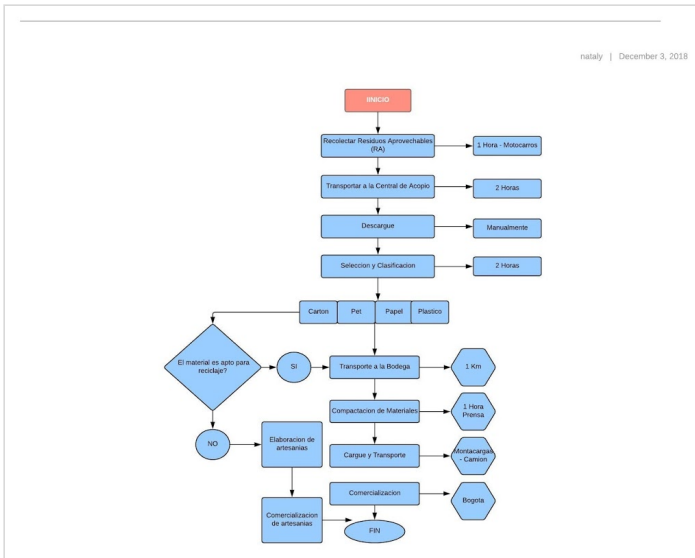 nataly | December 3, 2018
IINICIO
Recolectar Residuos Aprovechables
(RA)
1 Hora - Motocarros
Transportar a la Central de Acopio
2 Horas
Descargue
Manualmente
Seleccion y Clasificacion
2 Horas
Carton
Pet
Papel
Plastico
El material es apto para
reciclaje?
SI
Transporte a la Bodega
1 Km
Compactacion de Materiales
1 Hora
Prensa
NO
Elaboracion de
artesanias
Cargue y Transporte
Montacargas
- Camion
Comercializacion
Bogota
Comercializacion
de artesanias
FIN